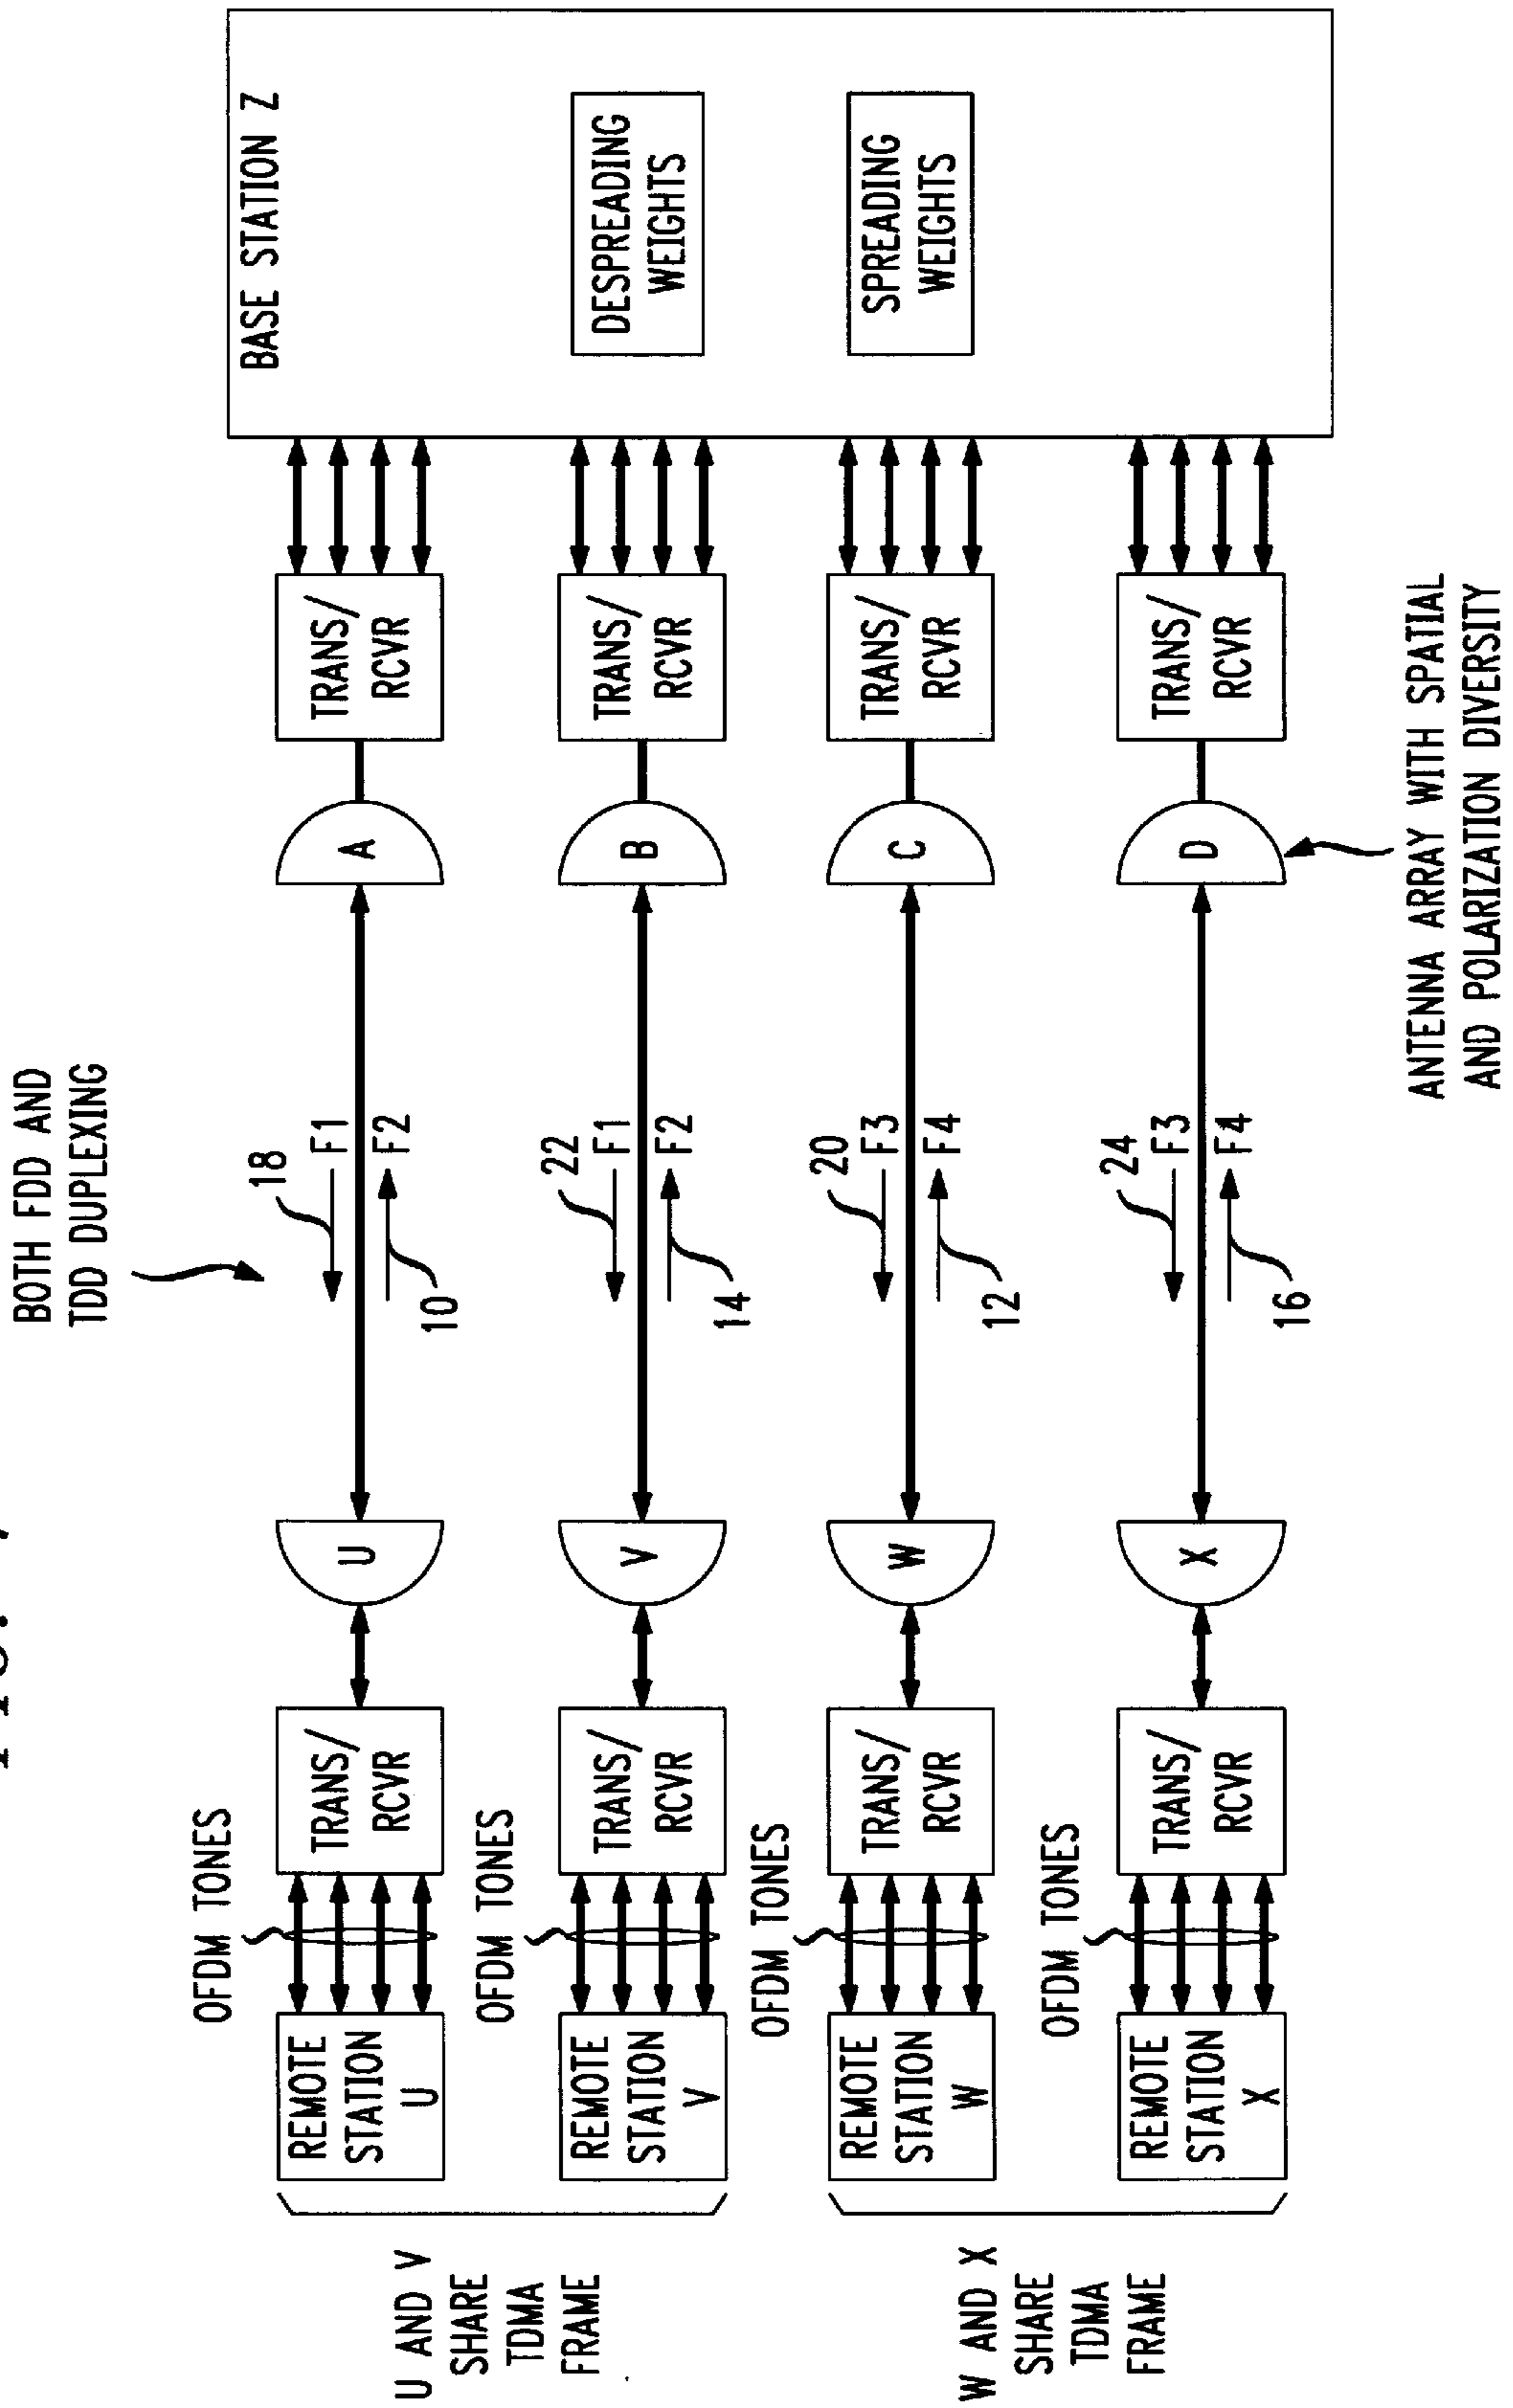 BOTH FDD AND
TDD DUPLEXING
U AND V
SHARE
TDMA
FRAME
REMOTE
STATION
U
OFDM TONES
TRANS/
RCVR
U
18
F1
F2
10
A
TRANS/
RCVR
REMOTE
STATION
V
OFDM TONES
TRANS/
RCVR
V
22
F1
F2
14
B
TRANS/
RCVR
W AND X
SHARE
TDMA
FRAME
REMOTE
STATION
W
OFDM TONES
TRANS/
RCVR
W
20
F3
F4
12
C
TRANS/
RCVR
REMOTE
STATION
X
OFDM TONES
TRANS/
RCVR
X
24
F3
F4
16
D
TRANS/
RCVR
BASE STATION Z
DESPREADING
WEIGHTS
SPREADING
WEIGHTS
ANTENNA ARRAY WITH SPATIAL
AND POLARIZATION DIVERSITY